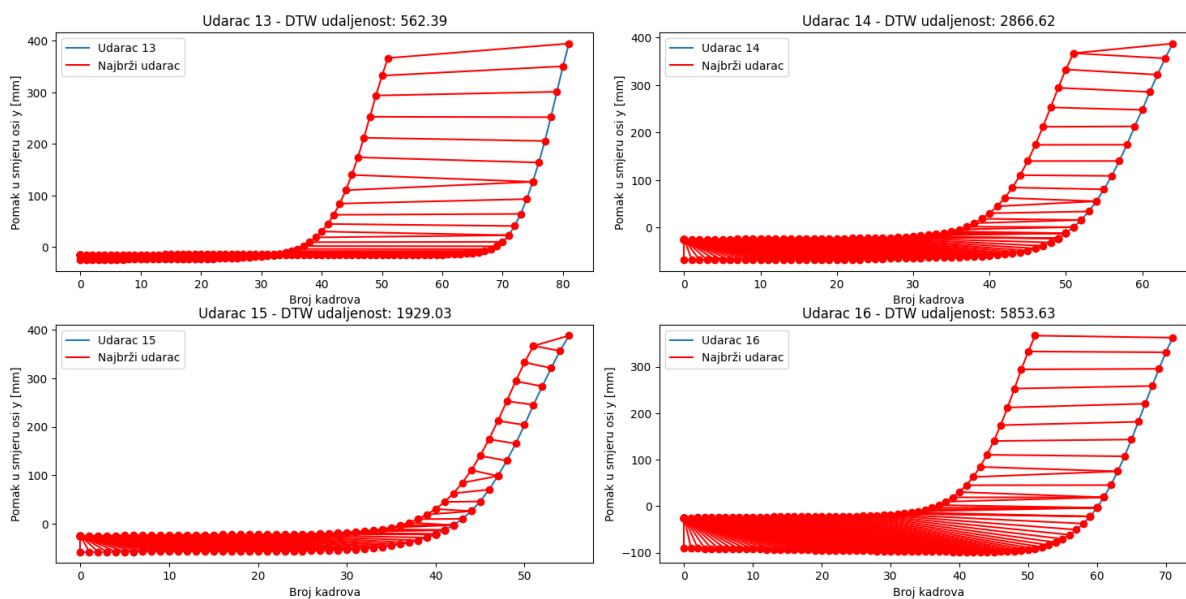 Udarac 13 - DTW udaljenost: 562.39
400
300
200
100
0
Pomak u smjeru osi y [mm]
Udarac 13
Najbrži udarac
0 10 20 30 40 50 60 70 80
Broj kadrova
Udarac 14 - DTW udaljenost: 2866.62
400
300
200
100
0
Pomak u smjeru osi y [mm]
Udarac 14
Najbrži udarac
0 10 20 30 40 50 60
Broj kadrova
Udarac 15 - DTW udaljenost: 1929.03
400
300
200
100
0
Pomak u smjeru osi y [mm]
Udarac 15
Najbrži udarac
0 10 20 30 40 50
Broj kadrova
Udarac 16 - DTW udaljenost: 5853.63
300
200
100
0
−100
Pomak u smjeru osi y [mm]
Udarac 16
Najbrži udarac
0 10 20 30 40 50 60 70
Broj kadrova